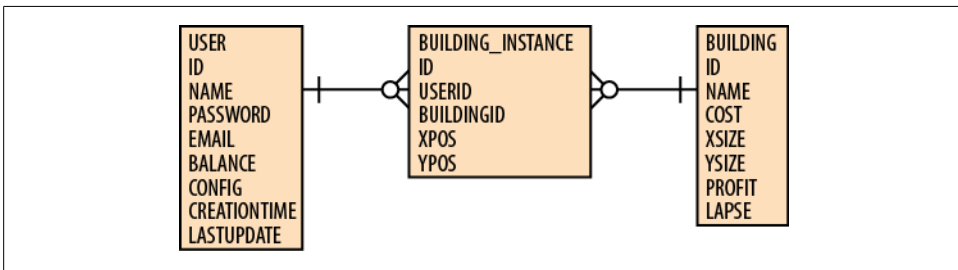 USER
ID
NAME
PASSWORD
EMAIL
BALANCE
CONFIG
CREATIONTIME
LASTUPDATE
BUILDING_INSTANCE
ID
USERID
BUILDINGID
XPOS
YPOS
BUILDING
ID
NAME
COST
XSIZE
YSIZE
PROFIT
LAPSE